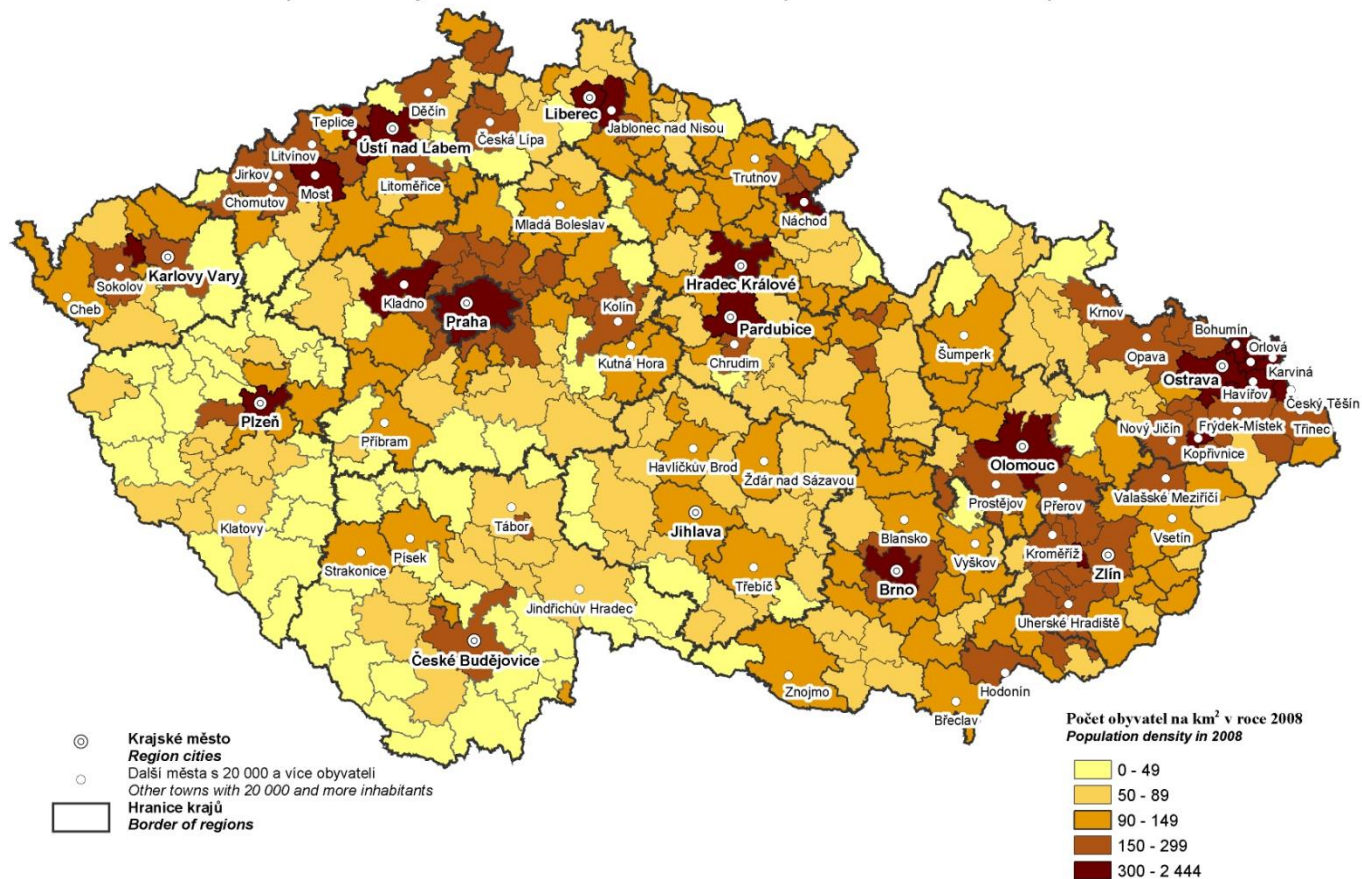 Děčín
Liberec
Teplice
Jablonec nad Nisou
Česká Lípa
Ústí nad Labem
Litvínov
Trutnov
Jirkov
Litoměřice
Chomutov
Most
Náchod
Mladá Boleslav
Karlovy Vary
Sokolov
Hradec Králové
Cheb
Kladno
Kolín
Praha
Krnov
Bohumín
Pardubice
Orlová
Šumperk
Opava
Kutná Hora
Chrudim
Karviná
Ostrava
Havířov
Český Těšín
Plzeň
Nový Jičín
Frýdek-Místek
Třinec
Příbram
Kopřivnice
Havlíčkův Brod
Olomouc
Žďár nad Sázavou
Prostějov
Přerov
Valašské Meziříčí
Klatovy
Tábor
Jihlava
Blansko
Vsetín
Písek
Vyškov
Kroměříž
Strakonice
Třebíč
Brno
Zlín
Jindřichův Hradec
Uherské Hradiště
České Budějovice
Znojmo
Hodonín
Břeclav
Krajské město
Region cities
Další města s 20 000 a více obyvateli
Other towns with 20 000 and more inhabitants
Hranice krajů
Border of regions
Počet obyvatel na km² v roce 2008
Population density in 2008
0 - 49
50 - 89
90 - 149
150 - 299
300 - 2 444